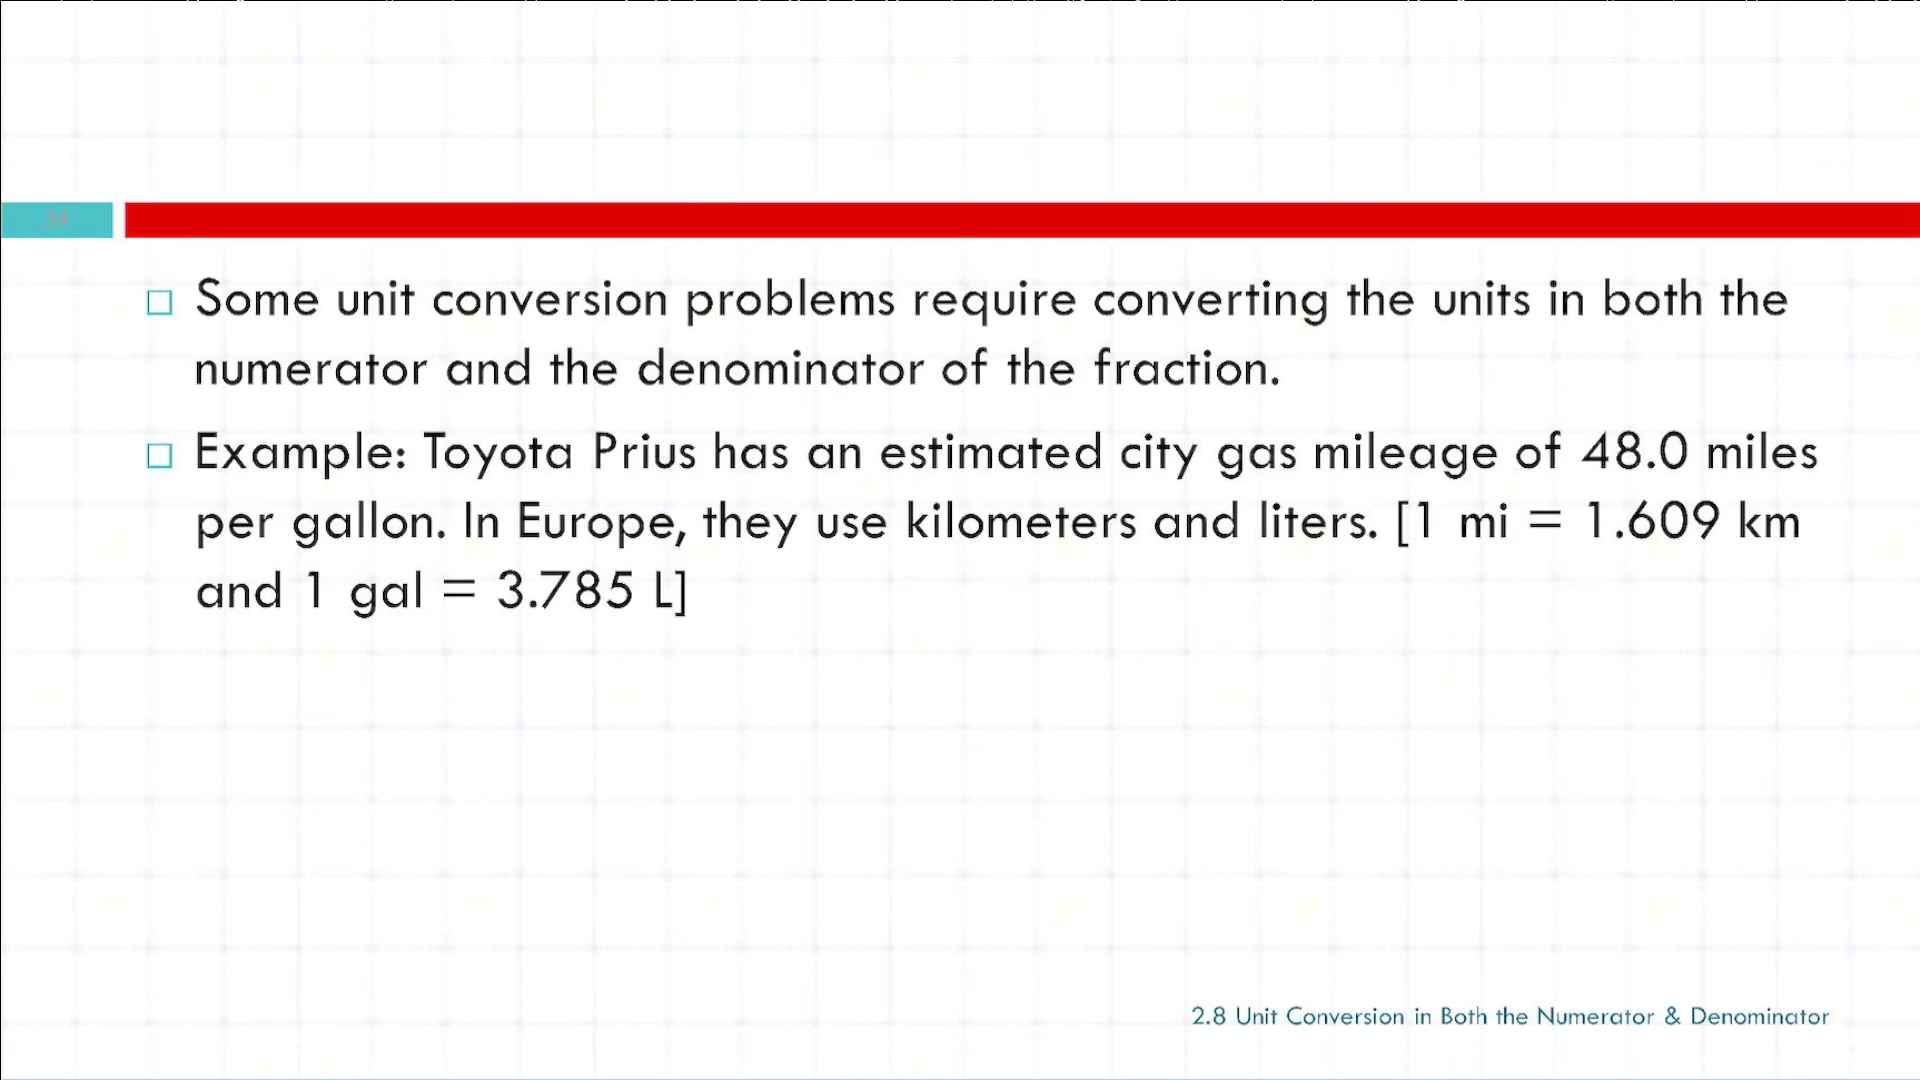 54
Some unit conversion problems require converting the units in both the
numerator and the denominator of the fraction.
Example: Toyota Prius has an estimated city gas mileage of 48.0 miles
per gallon. In Europe, they use kilometers and liters. [1 mi = 1.609 km
and 1 gal = 3.785 L]
2.8 Unit Conversion in Both the Numerator & Denominator